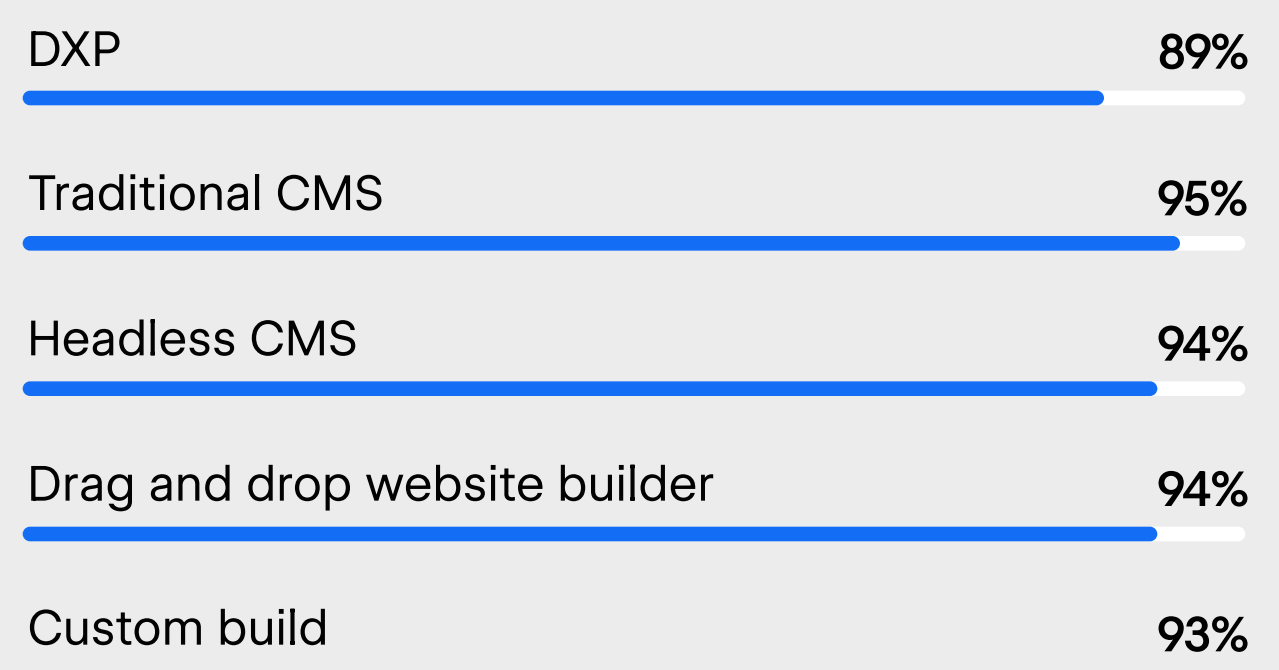 DXP 89%
Traditional CMS 95%
Headless CMS 94%
Drag and drop website builder 94%
Custom build 93%